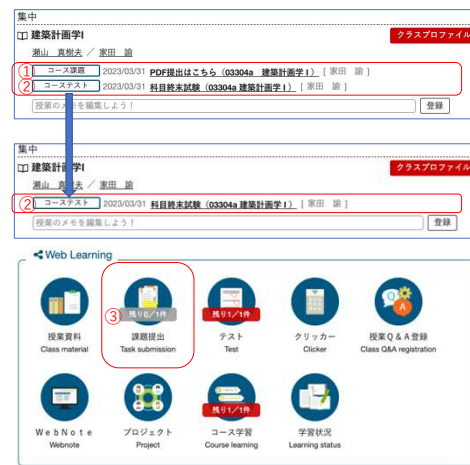 集中
建築計画学I
クラスプロファイル
瀬山 真樹夫 ／ 家田 諭
① コース課題 2023/03/31 PDF提出はこちら（03304a 建築計画学Ⅰ）［ 家田 諭 ］
② コーステスト 2023/03/31 科目終末試験（03304a 建築計画学Ⅰ）［ 家田 諭 ］
授業のメモを編集しよう！ 登録
集中
建築計画学I
クラスプロファイル
瀬山 真樹夫 ／ 家田 諭
② コーステスト 2023/03/31 科目終末試験（03304a 建築計画学Ⅰ）［ 家田 諭 ］
授業のメモを編集しよう！ 登録
Web Learning
③ 残り0／1件 残り1／1件
授業資料 課題提出 テスト クリッカー 授業Ｑ＆Ａ登録
Class material Task submission Test Clicker Class Q&A registration
残り1／1件
ＷｅｂＮｏｔｅ プロジェクト コース学習 学習状況
Webnote Project Course learning Learning status